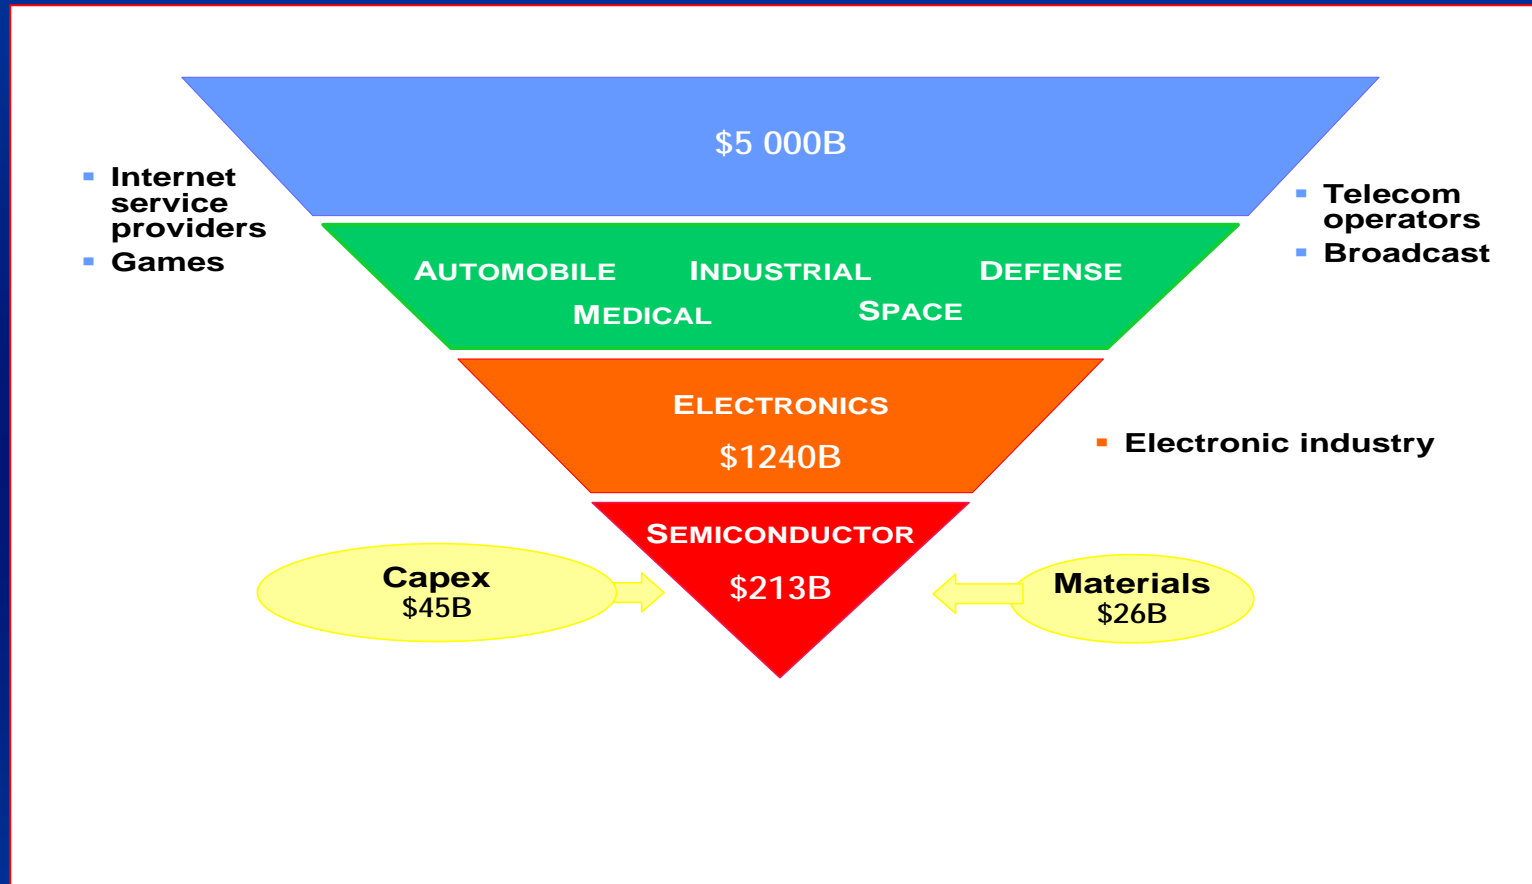 $5 000B
Internet
service
providers
Games
Telecom
operators
Broadcast
AUTOMOBILE INDUSTRIAL DEFENSE
MEDICAL SPACE
ELECTRONICS
$1240B
Electronic industry
SEMICONDUCTOR
$213B
Capex
$45B
Materials
$26B